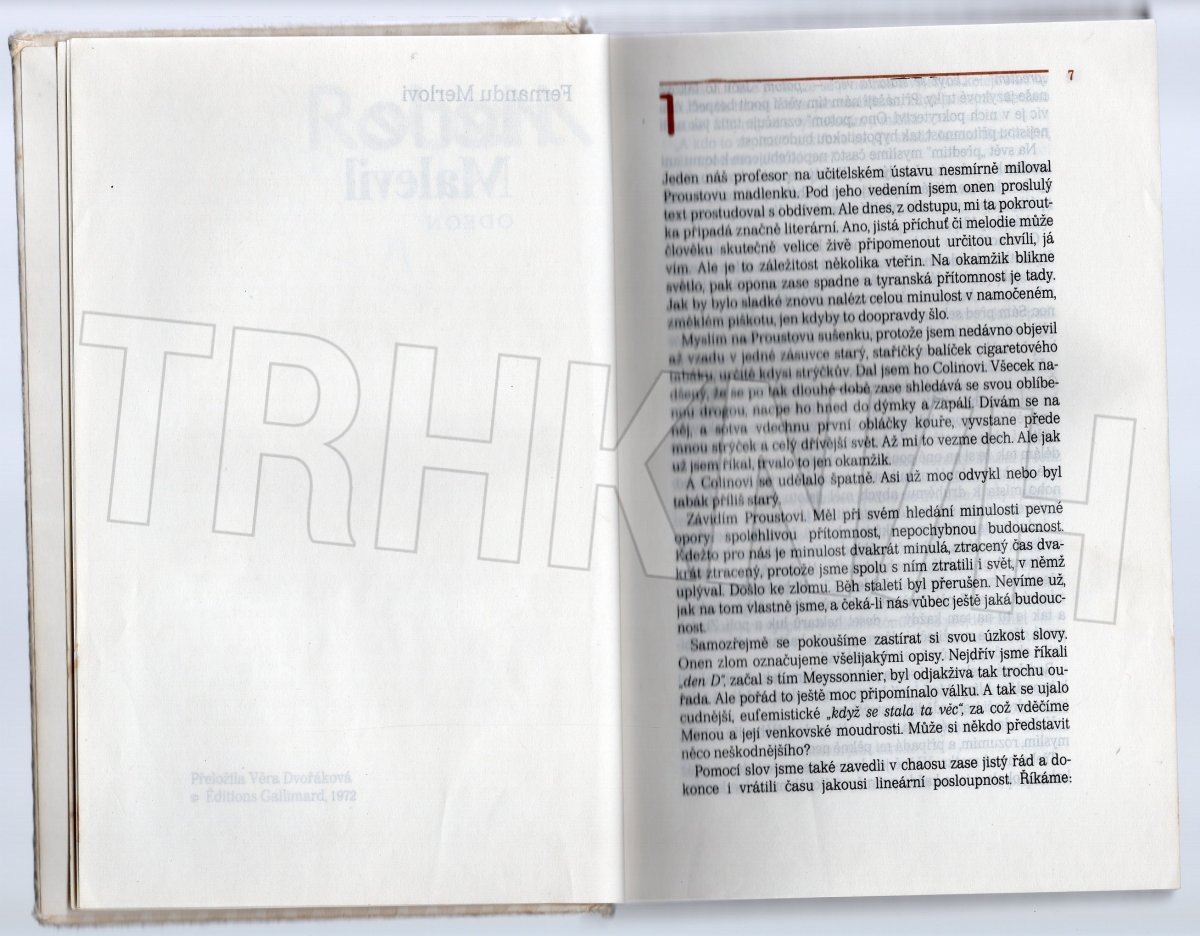 Fernandu Merlovi
Merle
Malevil
ODEON
Přeložila Věra Dvořáková
© Éditions Gallimard, 1972
7
1
Jeden náš profesor na učitelském ústavu nesmírně miloval
Proustovu madlenku. Pod jeho vedením jsem onen proslulý
text prostudoval s obdivem. Ale dnes, z odstupu, mi ta pokrout-
ka připadá značně literární. Ano, jistá příchuť či melodie může
člověku skutečně velice živě připomenout určitou chvíli, já
vím. Ale je to záležitost několika vteřin. Na okamžik blikne
světlo, pak opona zase spadne a tyranská přítomnost je tady.
Jak by bylo sladké znovu nalézt celou minulost v namočeném,
změklém piškotu, jen kdyby to doopravdy šlo.
Myslím na Proustovu sušenku, protože jsem nedávno objevil
až vzadu v jedné zásuvce starý, stařičký balíček cigaretového
tabáku, určitě kdysi strýčkův. Dal jsem ho Colinovi. Všecek na-
dšený, že se po tak dlouhé době zase shledává se svou oblíbe-
nou drogou, nacpe ho hned do dýmky a zapálí. Dívám se na
něj, a sotva vdechnu první obláčky kouře, vyvstane přede
mnou strýček a celý dřívější svět. Až mi to vezme dech. Ale jak
už jsem říkal, trvalo to jen okamžik.
A Colinovi se udělalo špatně. Asi už moc odvykl nebo byl
tabák příliš starý.
Závidím Proustovi. Měl při svém hledání minulosti pevné
opory: spolehlivou přítomnost, nepochybnou budoucnost.
Kdežto pro nás je minulost dvakrát minulá, ztracený čas dva-
krát ztracený, protože jsme spolu s ním ztratili i svět, v němž
uplýval. Došlo ke zlomu. Běh staletí byl přerušen. Nevíme už,
jak na tom vlastně jsme, a čeká-li nás vůbec ještě jaká budouc-
nost.
Samozřejmě se pokoušíme zastírat si svou úzkost slovy.
Onen zlom označujeme všelijakými opisy. Nejdřív jsme říkali
„den D“, začal s tím Meyssonnier, byl odjakživa tak trochu ou-
řada. Ale pořád to ještě moc připomínalo válku. A tak se ujalo
cudnější, eufemistické „když se stala ta věc“, za což vděčíme
Menou a její venkovské moudrosti. Může si někdo představit
něco neškodnějšího?
Pomocí slov jsme také zavedli v chaosu zase jistý řád a do-
konce i vrátili času jakousi lineární posloupnost. Říkáme:
TRHKNIH